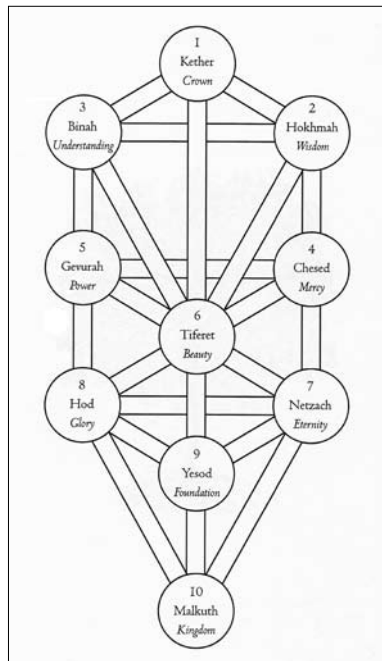 1
Kether
Crown
3
Binah
Understanding
2
Hokhmah
Wisdom
5
Gevurah
Power
4
Chesed
Mercy
6
Tiferet
Beauty
8
Hod
Glory
7
Netzach
Eternity
9
Yesod
Foundation
10
Malkuth
Kingdom